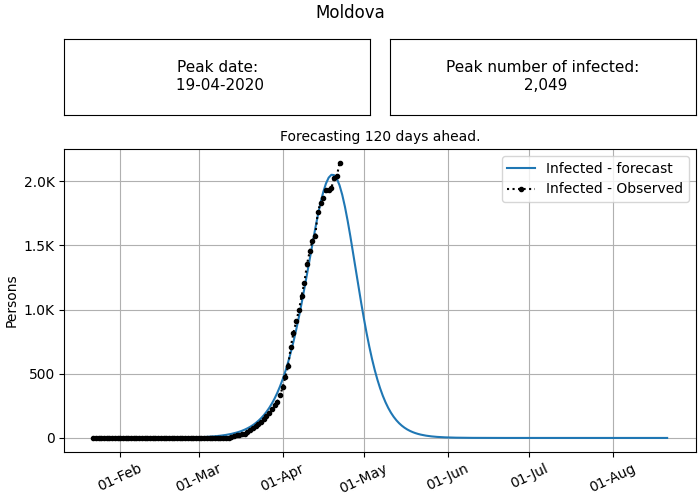 Moldova
Peak date:
19-04-2020
Peak number of infected:
2,049
Forecasting 120 days ahead.
Infected - forecast
Infected - Observed
Persons
2.0K
1.5K
1.0K
500
0
01-Feb
01-Mar
01-Apr
01-May
01-Jun
01-Jul
01-Aug